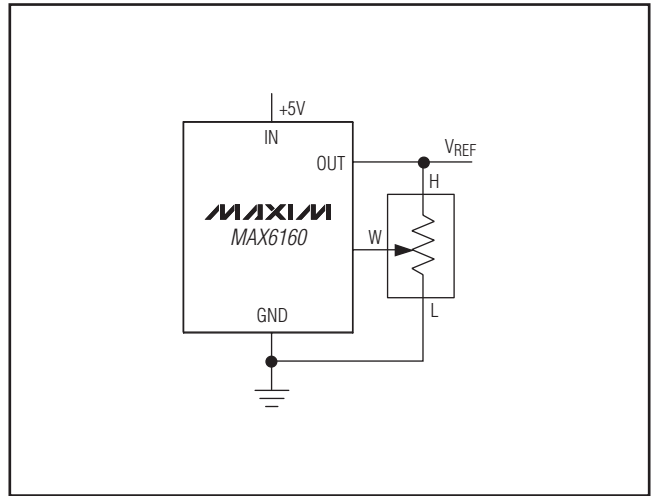 +5V
IN
OUT
VREF
H
MAXIM
MAX6160
W
GND
L